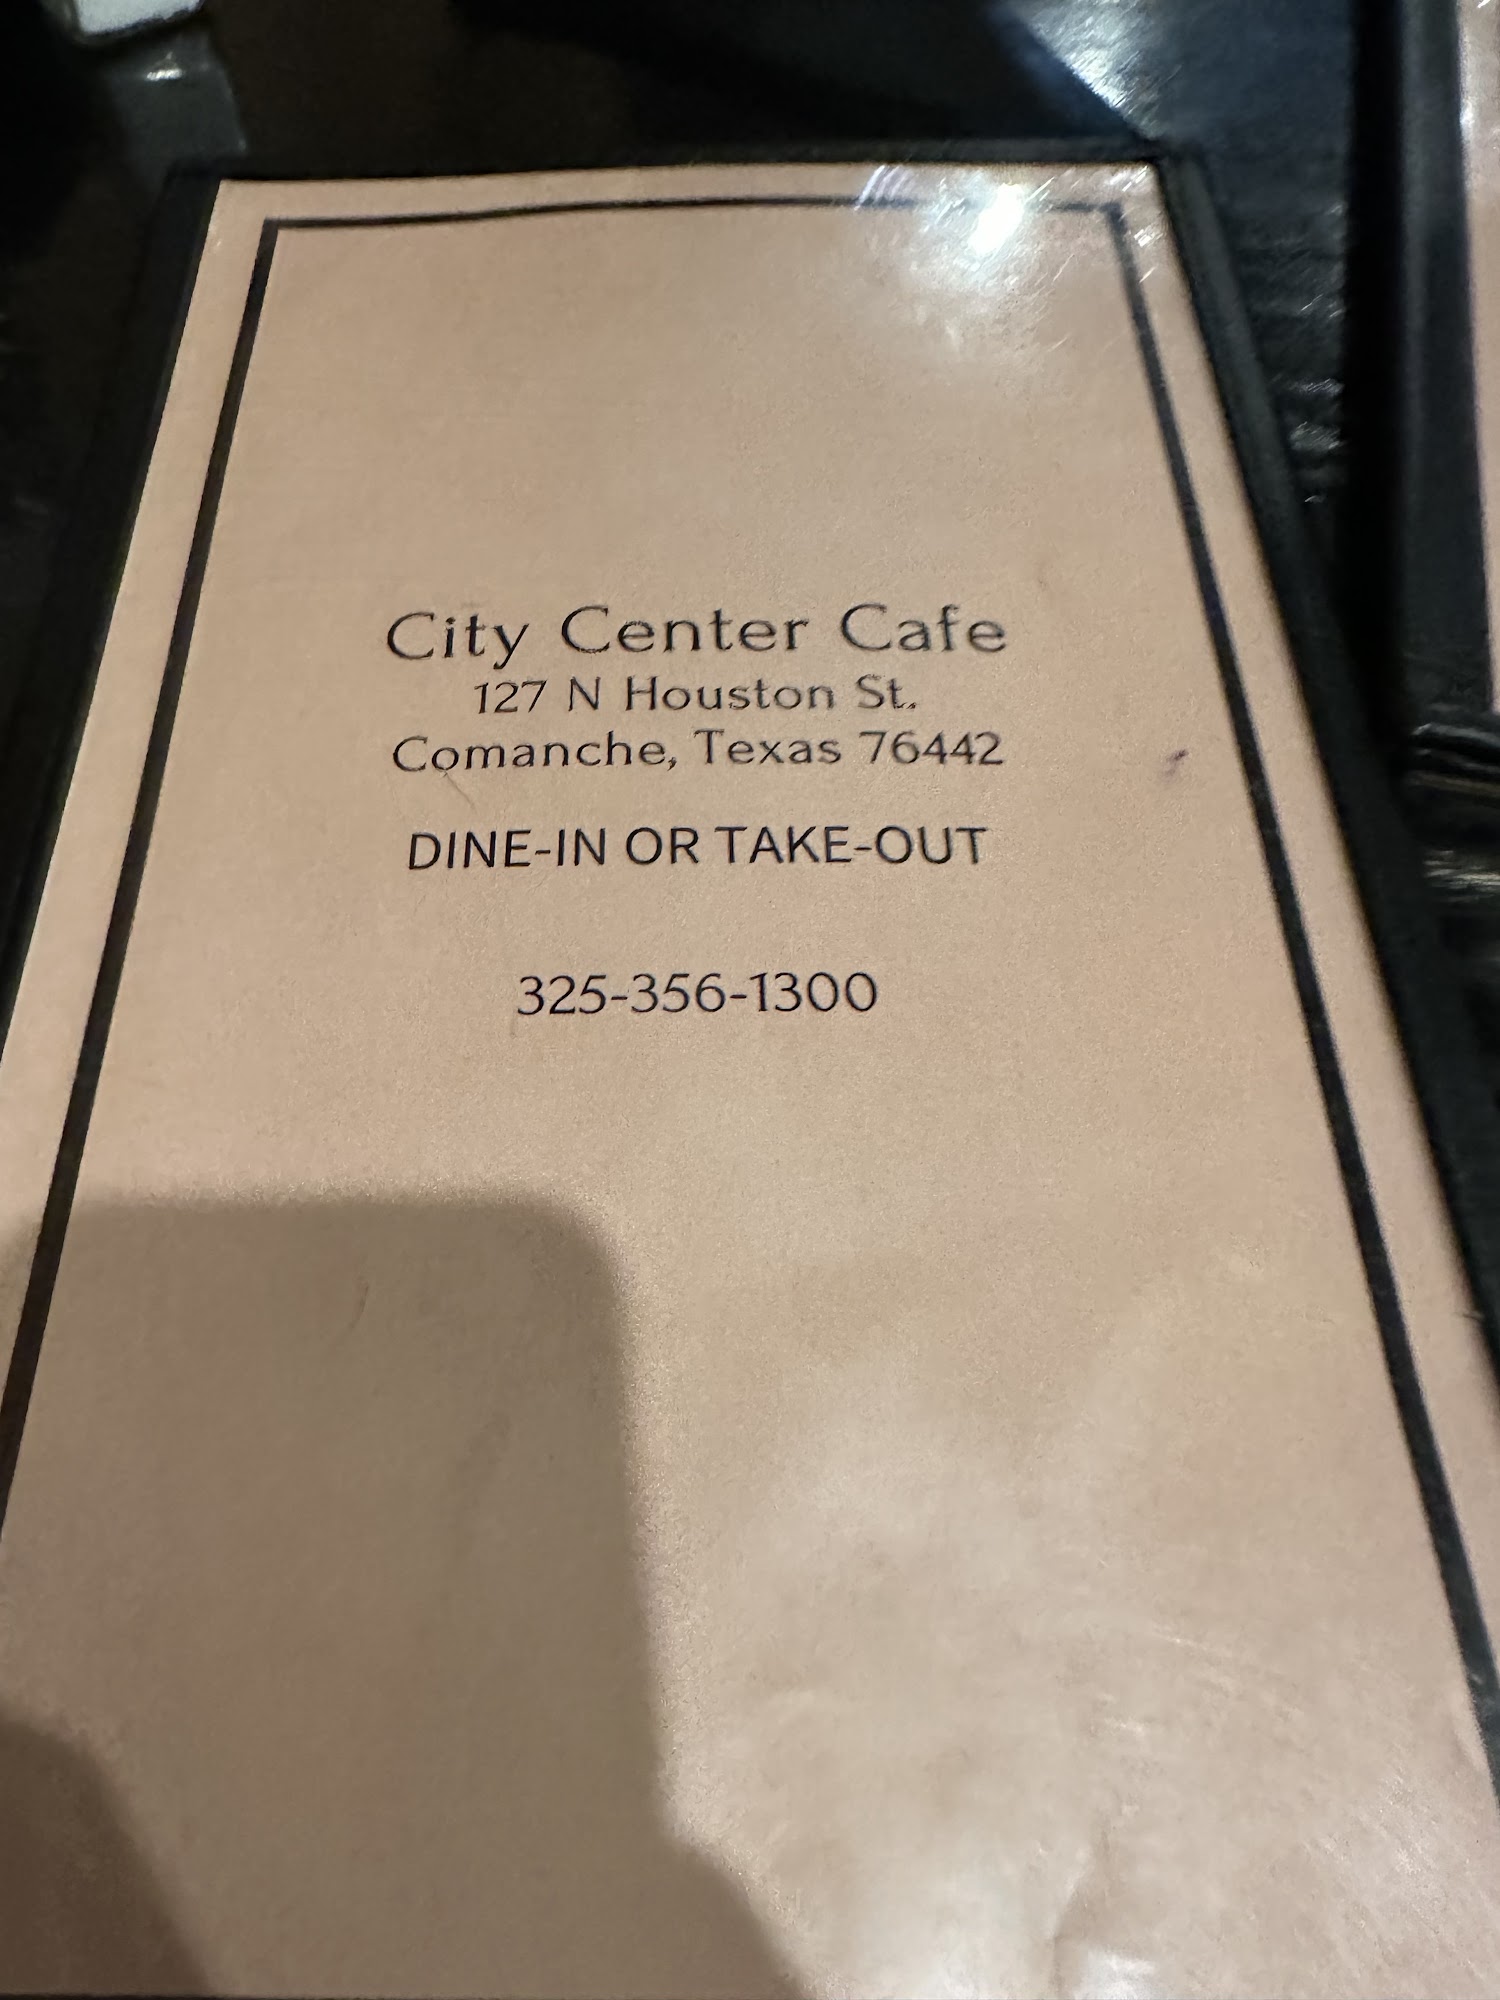 City Center Cafe
127 N Houston St.
Comanche, Texas 76442
DINE-IN OR TAKE-OUT
325-356-1300